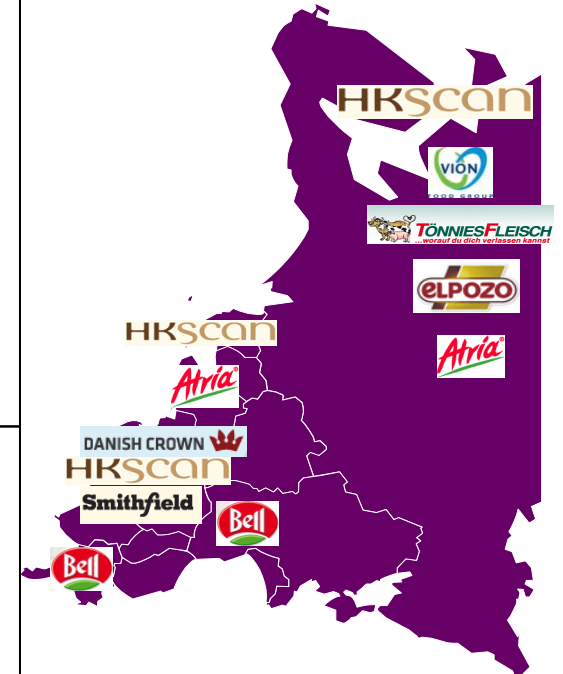 HKSCAN
VION
FOOD GROUP
TÖNNIESFLEISCH
...worauf du dich verlassen kannst
ELPOZO
HKSCAN
Atria®
Atria®
DANISH CROWN
HKSCAN
Smithfield
Bell
Bell